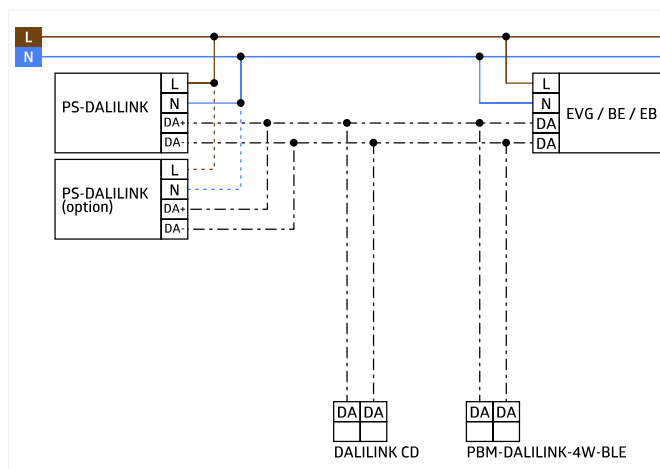 L
N
PS-DALILINK
L
N
DA+
DA-
EVG / BE / EB
L
N
DA
DA
PS-DALILINK
(option)
L
N
DA+
DA-
DA DA
DALILINK CD
DA DA
PBM-DALILINK-4W-BLE